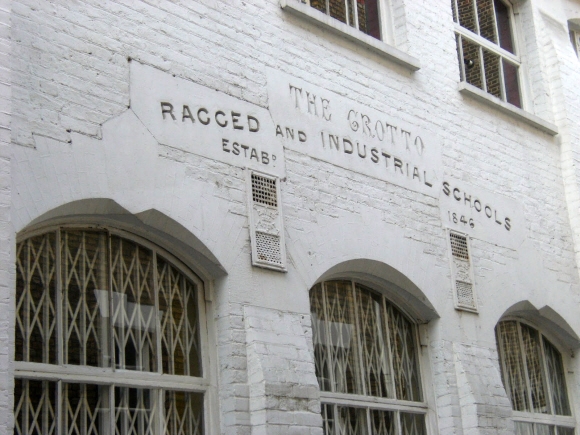 THE GROTTO
RAGGED AND INDUSTRIAL SCHOOLS
ESTABD 1846